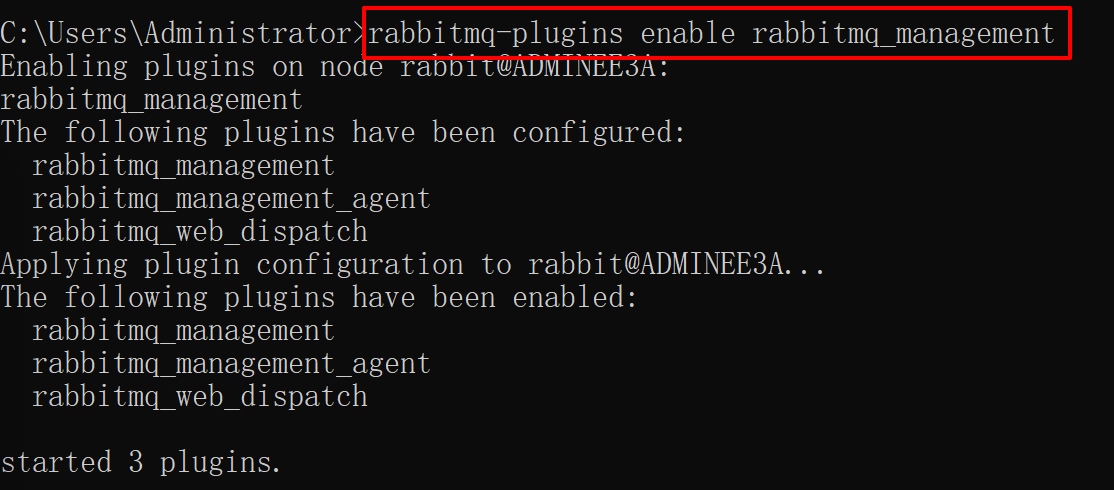 C:\Users\Administrator>rabbitmq-plugins enable rabbitmq_management
Enabling plugins on node rabbit@ADMINEE3A:
rabbitmq_management
The following plugins have been configured:
  rabbitmq_management
  rabbitmq_management_agent
  rabbitmq_web_dispatch
Applying plugin configuration to rabbit@ADMINEE3A...
The following plugins have been enabled:
  rabbitmq_management
  rabbitmq_management_agent
  rabbitmq_web_dispatch
started 3 plugins.